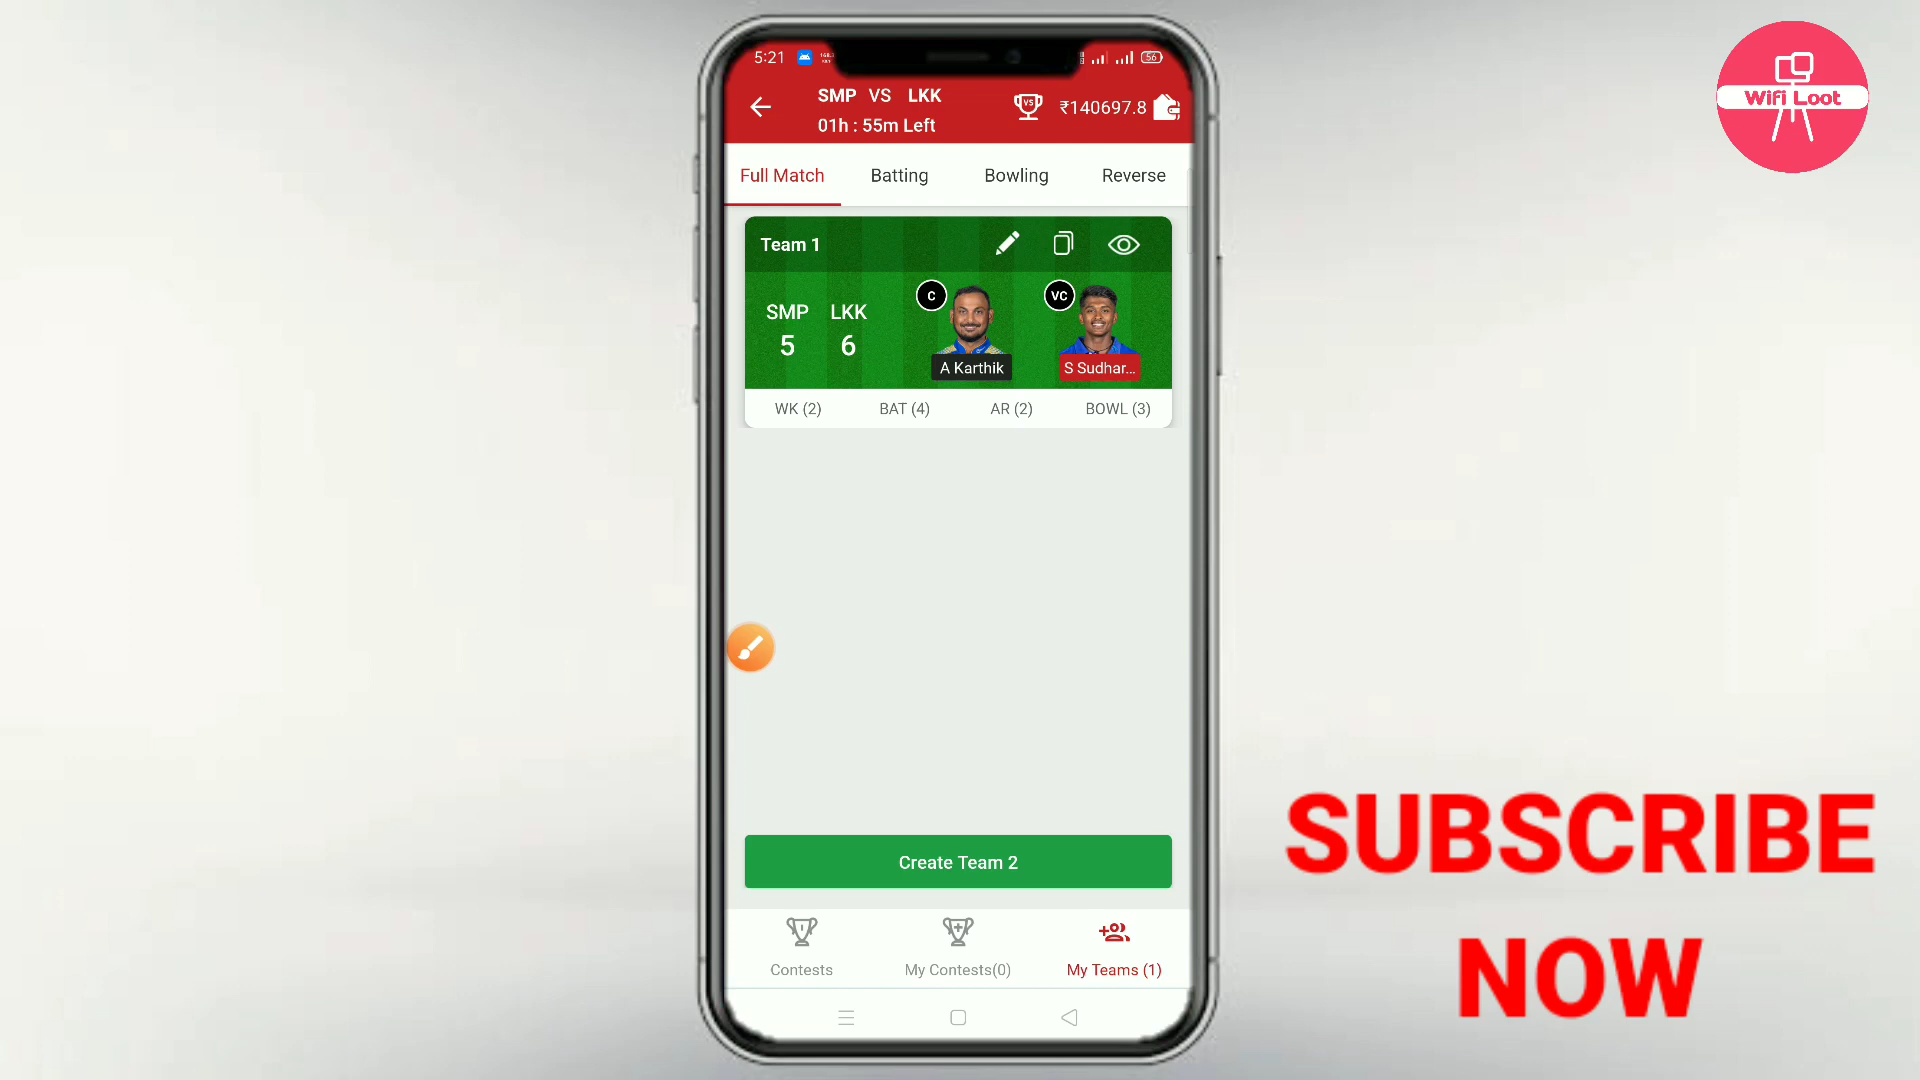 5:21
56
SMP VS LKK
01h : 55m Left
₹140697.8
WiFi Loot
Full Match Batting Bowling Reverse
Team 1
C
VC
SMP LKK
5 6
A Karthik
S Sudhar...
WK (2) BAT (4) AR (2) BOWL (3)
SUBSCRIBE
NOW
Create Team 2
Contests My Contests(0) My Teams (1)